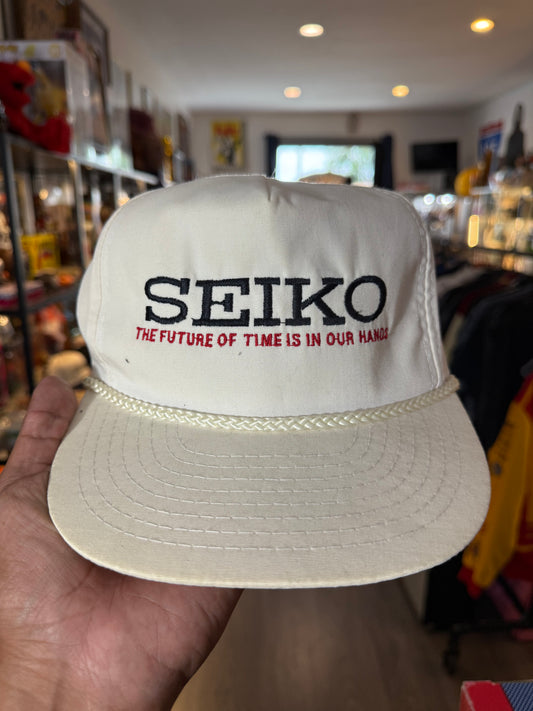 SEIKO
THE FUTURE OF TIME IS IN OUR HANDS